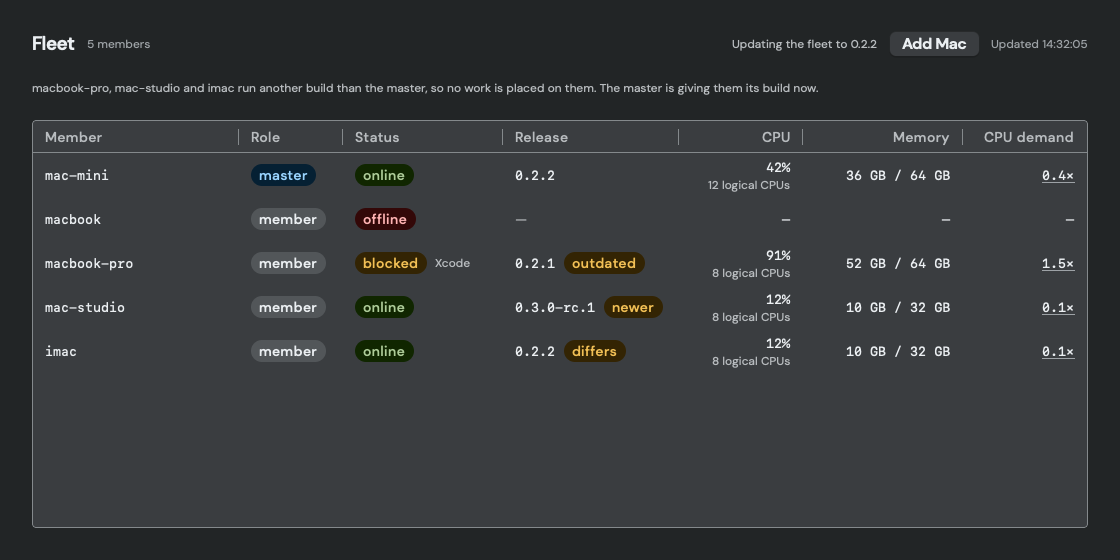 Fleet 5 members Updating the fleet to 0.2.2 Add Mac Updated 14:32:05
macbook-pro, mac-studio and imac run another build than the master, so no work is placed on them. The master is giving them its build now.
Member Role Status Release CPU Memory CPU demand
mac-mini master online 0.2.2 42% 36 GB / 64 GB 0.4×
12 logical CPUs
macbook member offline — — — —
macbook-pro member blocked Xcode 0.2.1 outdated 91% 52 GB / 64 GB 1.5×
8 logical CPUs
mac-studio member online 0.3.0-rc.1 newer 12% 10 GB / 32 GB 0.1×
8 logical CPUs
imac member online 0.2.2 differs 12% 10 GB / 32 GB 0.1×
8 logical CPUs